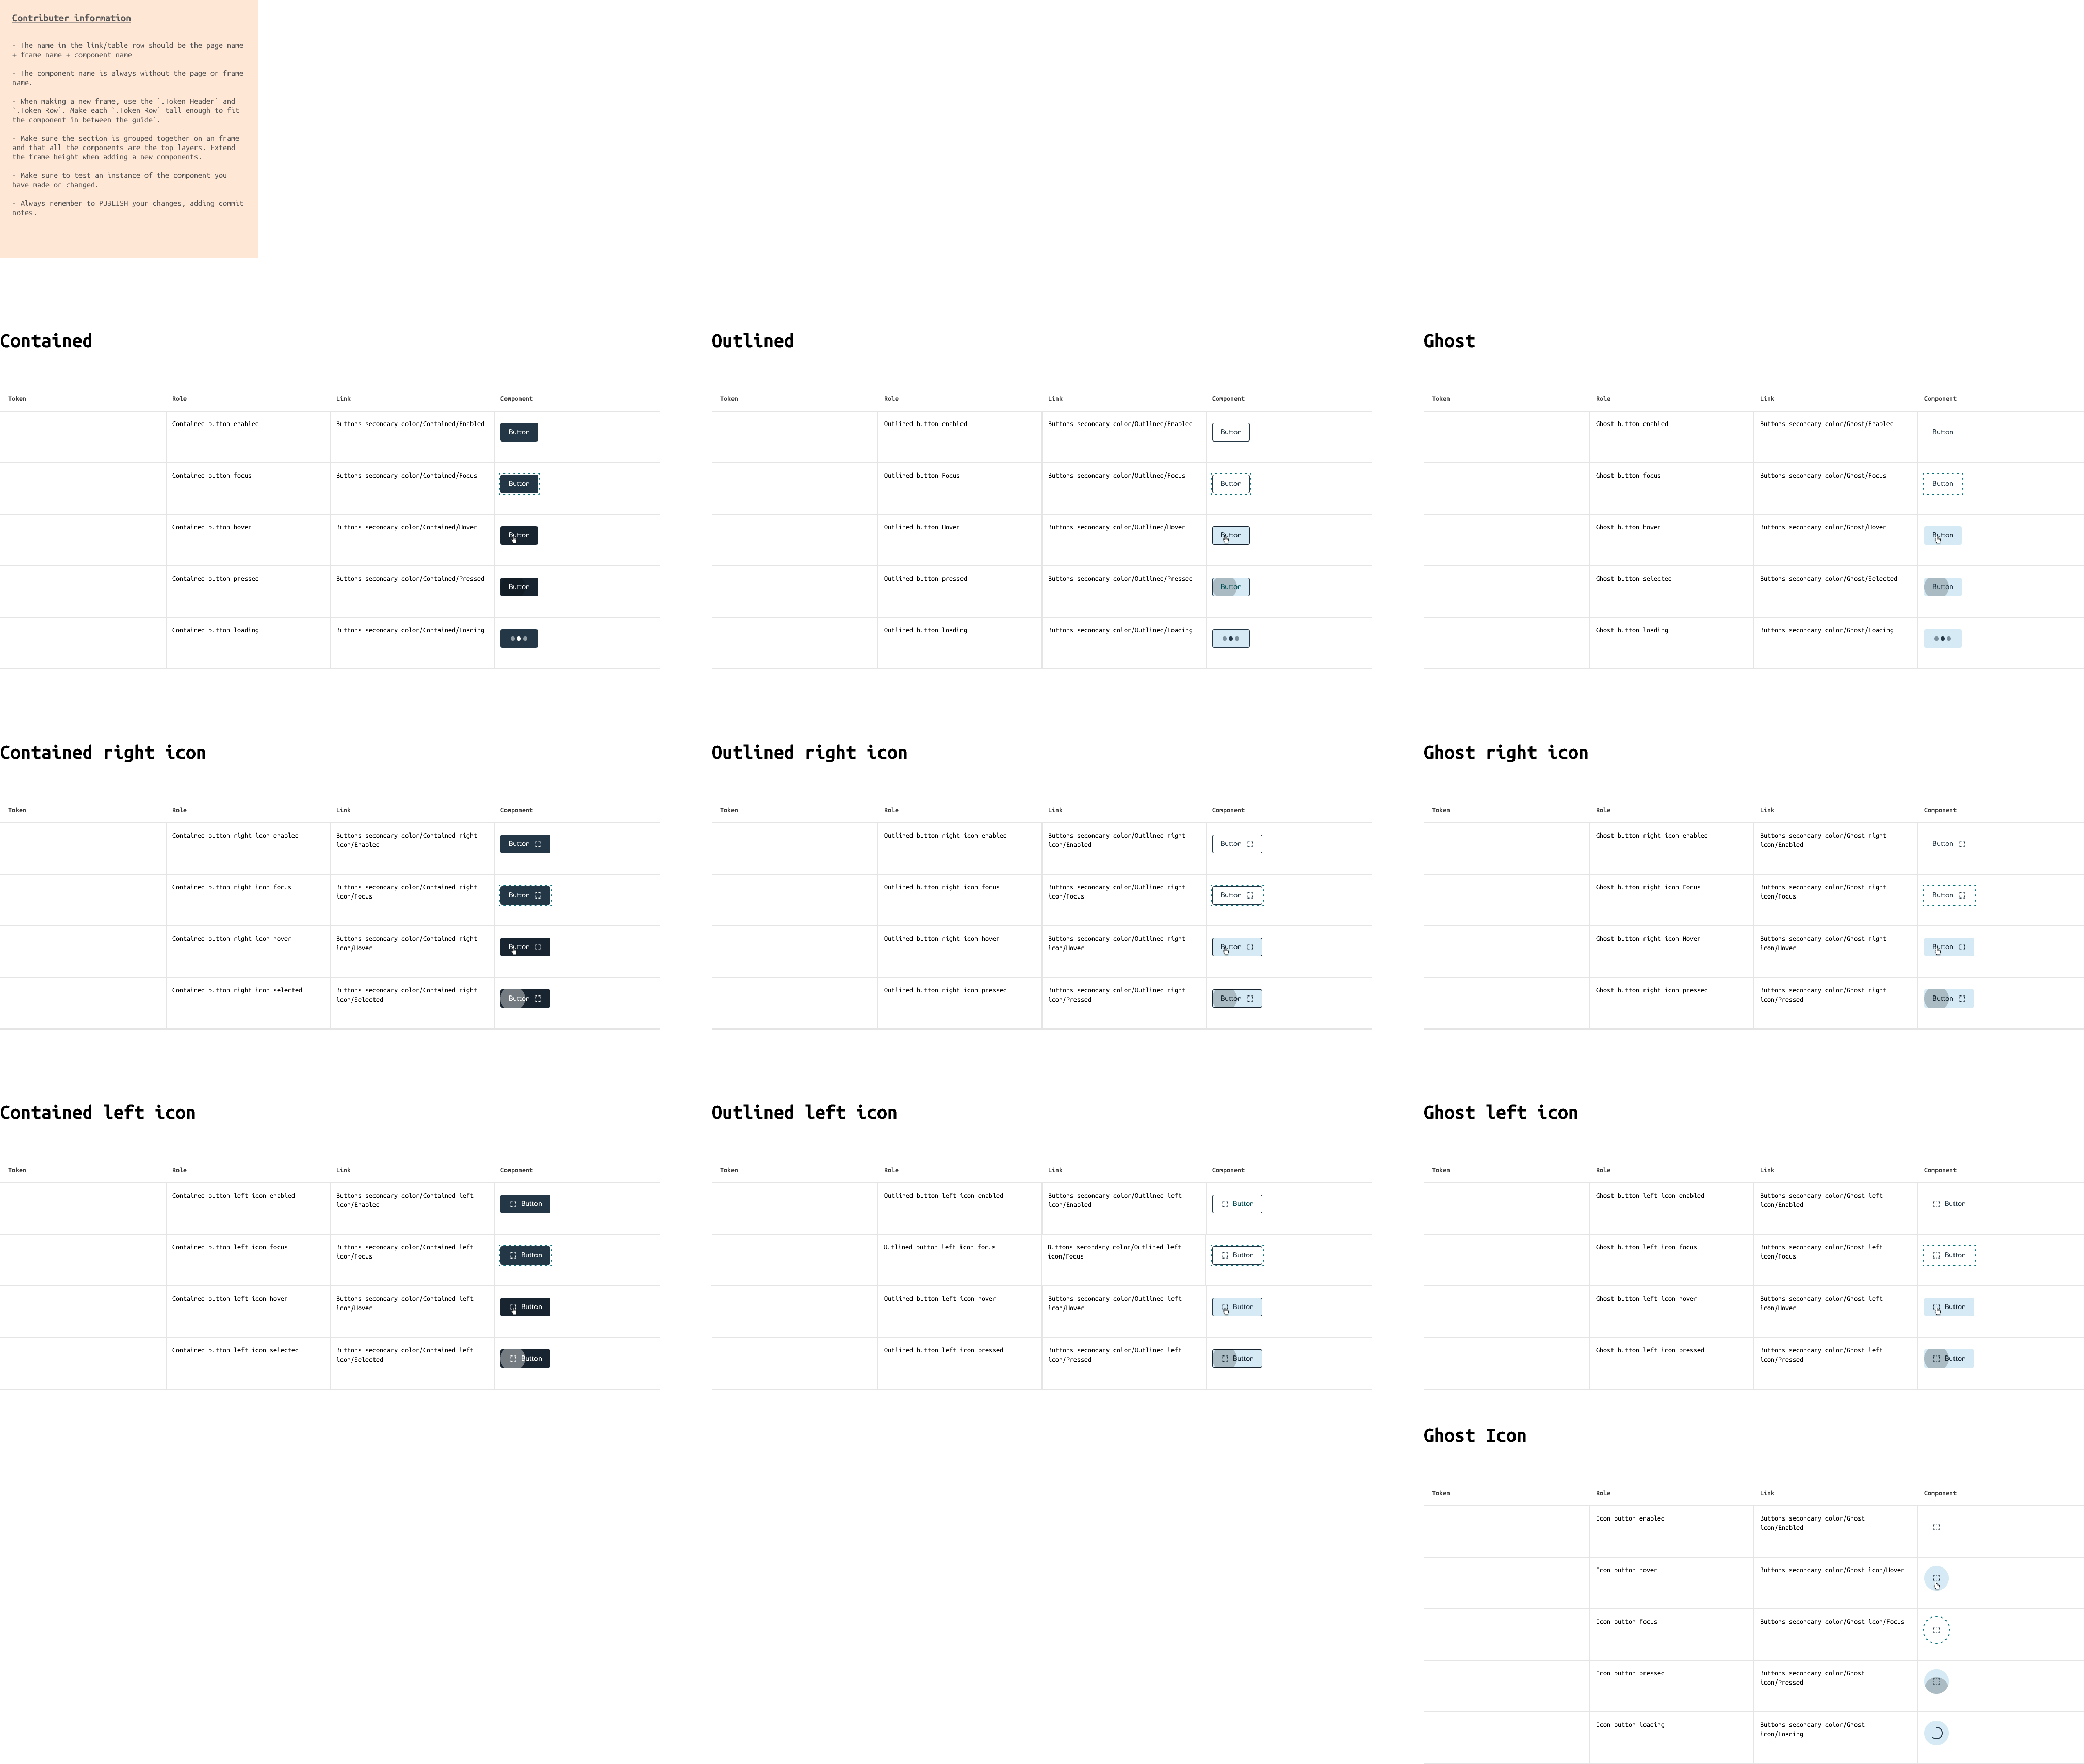 Contributer information
- The name in the link/table row should be the page name
+ frame name + component name
- The component name is always without the page or frame
name.
- When making a new frame, use the `.Token Header` and
`.Token Row`. Make each `.Token Row` tall enough to fit
the component in between the guide`.
- Make sure the section is grouped together on an frame
and that all the components are the top layers. Extend
the frame height when adding a new components.
- Make sure to test an instance of the component you
have made or changed.
- Always remember to PUBLISH your changes, adding commit
notes.
Contained
Token Role Link Component
Contained button enabled Buttons secondary color/Contained/Enabled Button
Contained button focus Buttons secondary color/Contained/Focus Button
Contained button hover Buttons secondary color/Contained/Hover Button
Contained button pressed Buttons secondary color/Contained/Pressed Button
Contained button loading Buttons secondary color/Contained/Loading
Outlined
Token Role Link Component
Outlined button enabled Buttons secondary color/Outlined/Enabled Button
Outlined button Focus Buttons secondary color/Outlined/Focus Button
Outlined button Hover Buttons secondary color/Outlined/Hover Button
Outlined button pressed Buttons secondary color/Outlined/Pressed Button
Outlined button loading Buttons secondary color/Outlined/Loading
Ghost
Token Role Link Component
Ghost button enabled Buttons secondary color/Ghost/Enabled Button
Ghost button focus Buttons secondary color/Ghost/Focus Button
Ghost button hover Buttons secondary color/Ghost/Hover Button
Ghost button selected Buttons secondary color/Ghost/Selected Button
Ghost button loading Buttons secondary color/Ghost/Loading
Contained right icon
Token Role Link Component
Contained button right icon enabled Buttons secondary color/Contained right Button
icon/Enabled
Contained button right icon focus Buttons secondary color/Contained right Button
icon/Focus
Contained button right icon hover Buttons secondary color/Contained right Button
icon/Hover
Contained button right icon selected Buttons secondary color/Contained right Button
icon/Selected
Outlined right icon
Token Role Link Component
Outlined button right icon enabled Buttons secondary color/Outlined right Button
icon/Enabled
Outlined button right icon focus Buttons secondary color/Outlined right Button
icon/Focus
Outlined button right icon hover Buttons secondary color/Outlined right Button
icon/Hover
Outlined button right icon pressed Buttons secondary color/Outlined right Button
icon/Pressed
Ghost right icon
Token Role Link Component
Ghost button right icon enabled Buttons secondary color/Ghost right Button
icon/Enabled
Ghost button right icon Focus Buttons secondary color/Ghost right Button
icon/Focus
Ghost button right icon Hover Buttons secondary color/Ghost right Button
icon/Hover
Ghost button right icon pressed Buttons secondary color/Ghost right Button
icon/Pressed
Contained left icon
Token Role Link Component
Contained button left icon enabled Buttons secondary color/Contained left Button
icon/Enabled
Contained button left icon focus Buttons secondary color/Contained left Button
icon/Focus
Contained button left icon hover Buttons secondary color/Contained left Button
icon/Hover
Contained button left icon selected Buttons secondary color/Contained left Button
icon/Selected
Outlined left icon
Token Role Link Component
Outlined button left icon enabled Buttons secondary color/Outlined left Button
icon/Enabled
Outlined button left icon focus Buttons secondary color/Outlined left Button
icon/Focus
Outlined button left icon hover Buttons secondary color/Outlined left Button
icon/Hover
Outlined button left icon pressed Buttons secondary color/Outlined left Button
icon/Pressed
Ghost left icon
Token Role Link Component
Ghost button left icon enabled Buttons secondary color/Ghost left Button
icon/Enabled
Ghost button left icon focus Buttons secondary color/Ghost left Button
icon/Focus
Ghost button left icon hover Buttons secondary color/Ghost left Button
icon/Hover
Ghost button left icon pressed Buttons secondary color/Ghost left Button
icon/Pressed
Ghost Icon
Token Role Link Component
Icon button enabled Buttons secondary color/Ghost
icon/Enabled
Icon button hover Buttons secondary color/Ghost icon/Hover
Icon button focus Buttons secondary color/Ghost icon/Focus
Icon button pressed Buttons secondary color/Ghost
icon/Pressed
Icon button loading Buttons secondary color/Ghost
icon/Loading